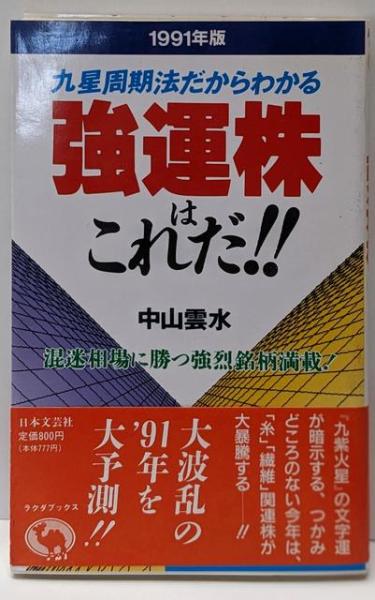 1991年版
九星周期法だからわかる
強運株
は
これだ!!
中山雲水
混迷相場に勝つ強烈銘柄満載!
『九紫火星』の文字運
が暗示する、つかみ
どころのない今年は、
「糸」「繊維」関連株が
大暴騰する——!!
大波乱の
'91年を
大予測!!
日本文芸社
定価800円
(本体777円)
ラクダブックス